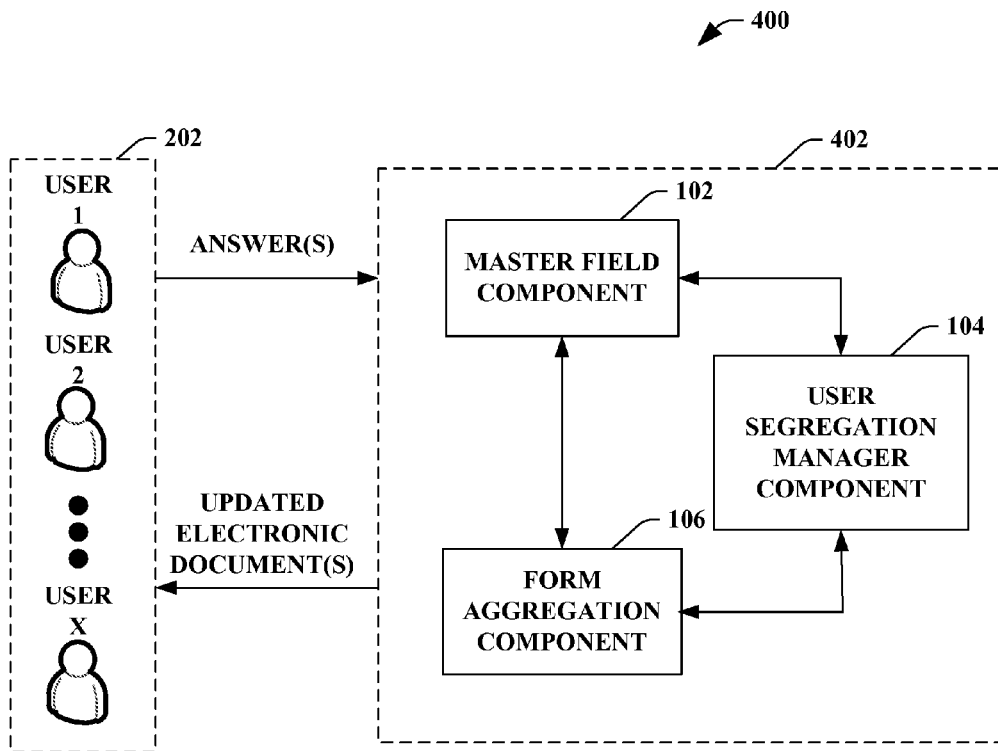 400
202
402
USER
1
ANSWER(S)
102
MASTER FIELD
COMPONENT
104
USER
2
USER
SEGREGATION
MANAGER
COMPONENT
UPDATED
ELECTRONIC
DOCUMENT(S)
106
FORM
AGGREGATION
COMPONENT
USER
X